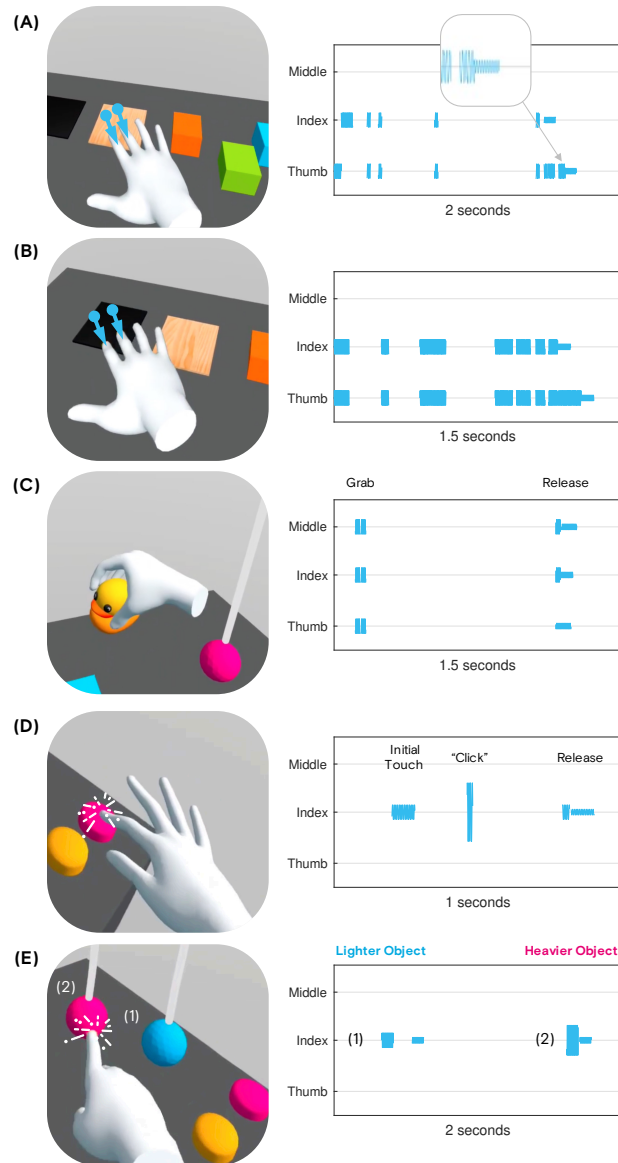 (A)
Middle
Index
Thumb
2 seconds
(B)
Middle
Index
Thumb
1.5 seconds
(C)
Grab
Release
Middle
Index
Thumb
1.5 seconds
(D)
Initial
Touch
“Click”
Release
Middle
Index
Thumb
1 seconds
(E)
(2)
(1)
Lighter Object
Heavier Object
Middle
Index
(1)
(2)
Thumb
2 seconds